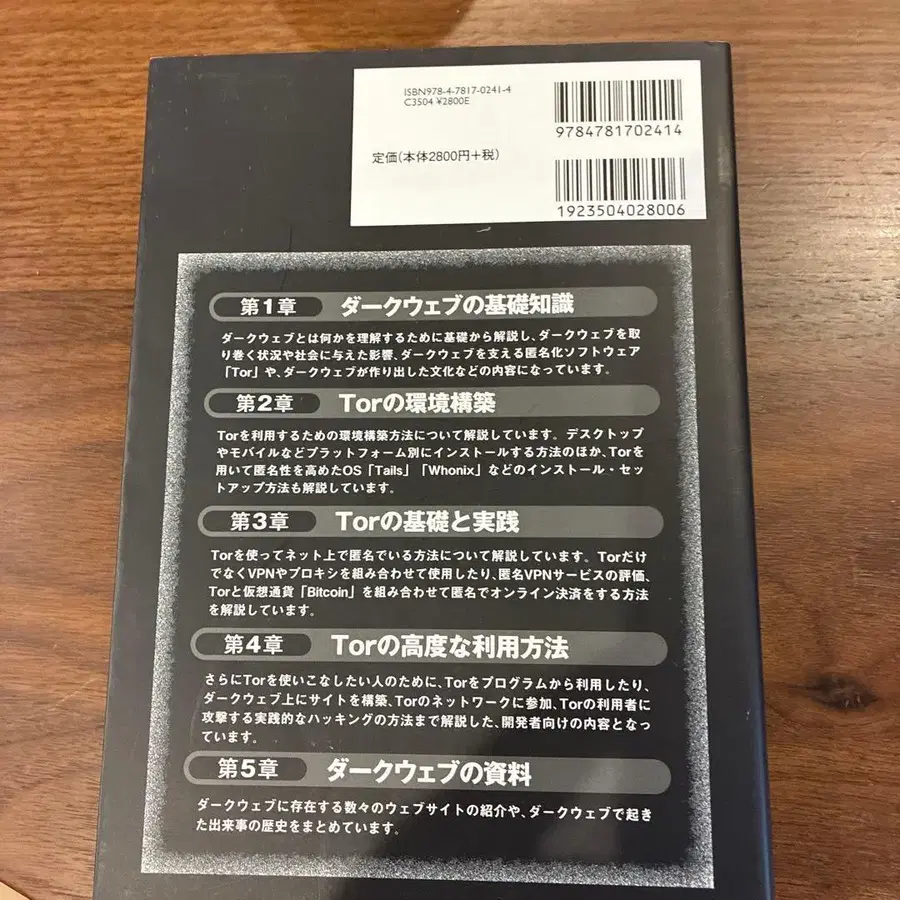 ISBN978-4-7817-0241-4
C3504 ¥2800E
定価(本体2800円+税)
9784781702414
1923504028006
第1章 ダークウェブの基礎知識
ダークウェブとは何かを理解するために基礎から解説し、ダークウェブを取
り巻く状況や社会に与えた影響、ダークウェブを支える匿名化ソフトウェア
「Tor」や、ダークウェブが作り出した文化などの内容になっています。
第2章 Torの環境構築
Torを利用するための環境構築方法について解説しています。デスクトップ
やモバイルなどプラットフォーム別にインストールする方法のほか、Torを
用いて匿名性を高めたOS「Tails」「Whonix」などのインストール・セッ
トアップ方法も解説しています。
第3章 Torの基礎と実践
Torを使ってネット上で匿名でいる方法について解説しています。Torだけ
でなくVPNやプロキシを組み合わせて使用したり、匿名VPNサービスの評価、
Torと仮想通貨「Bitcoin」を組み合わせて匿名でオンライン決済をする方法
を解説しています。
第4章 Torの高度な利用方法
さらにTorを使いこなしたい人のために、Torをプログラムから利用したり、
ダークウェブ上にサイトを構築、Torのネットワークに参加、Torの利用者に
攻撃する実践的なハッキングの方法まで解説した、開発者向けの内容となっ
ています。
第5章 ダークウェブの資料
ダークウェブに存在する数々のウェブサイトの紹介や、ダークウェブで起き
た出来事の歴史をまとめています。